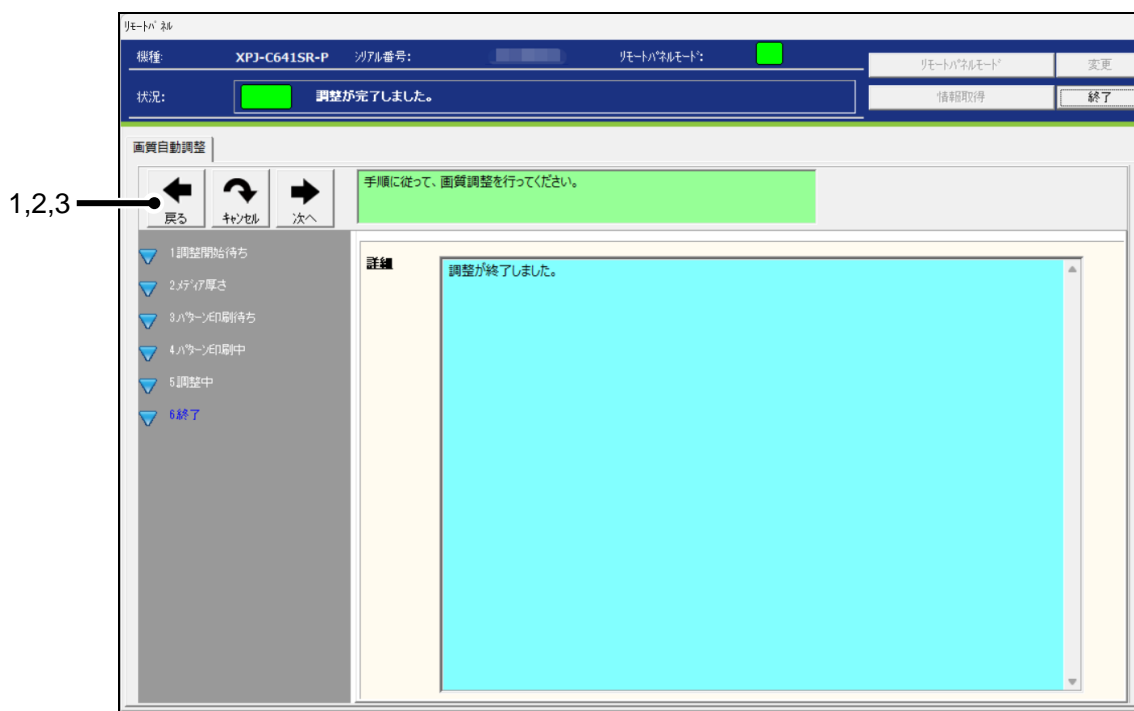 リモートパネル
機種: XPJ-C641SR-P シリアル番号: リモートパネルモード:
リモートパネルモード 変更
状況: 調整が完了しました。
情報取得 終了
画質自動調整
手順に従って、画質調整を行ってください。
1,2,3
戻る キャンセル 次へ
1.調整開始待ち
詳細 調整が終了しました。
2.メディア厚さ
3.パターン印刷待ち
4.パターン印刷中
5.調整中
6.終了